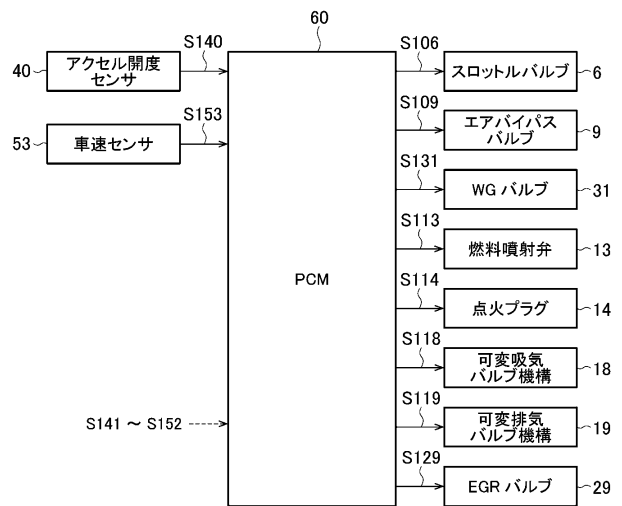 60
S140
S106
40
アクセル開度
センサ
スロットルバルブ
6
S153
S109
53
車速センサ
エアバイパス
バルブ
9
S131
WG バルブ
31
S113
燃料噴射弁
13
PCM
S114
点火プラグ
14
S118
可変吸気
バルブ機構
18
S141 ～ S152
S119
可変排気
バルブ機構
19
S129
EGR バルブ
29